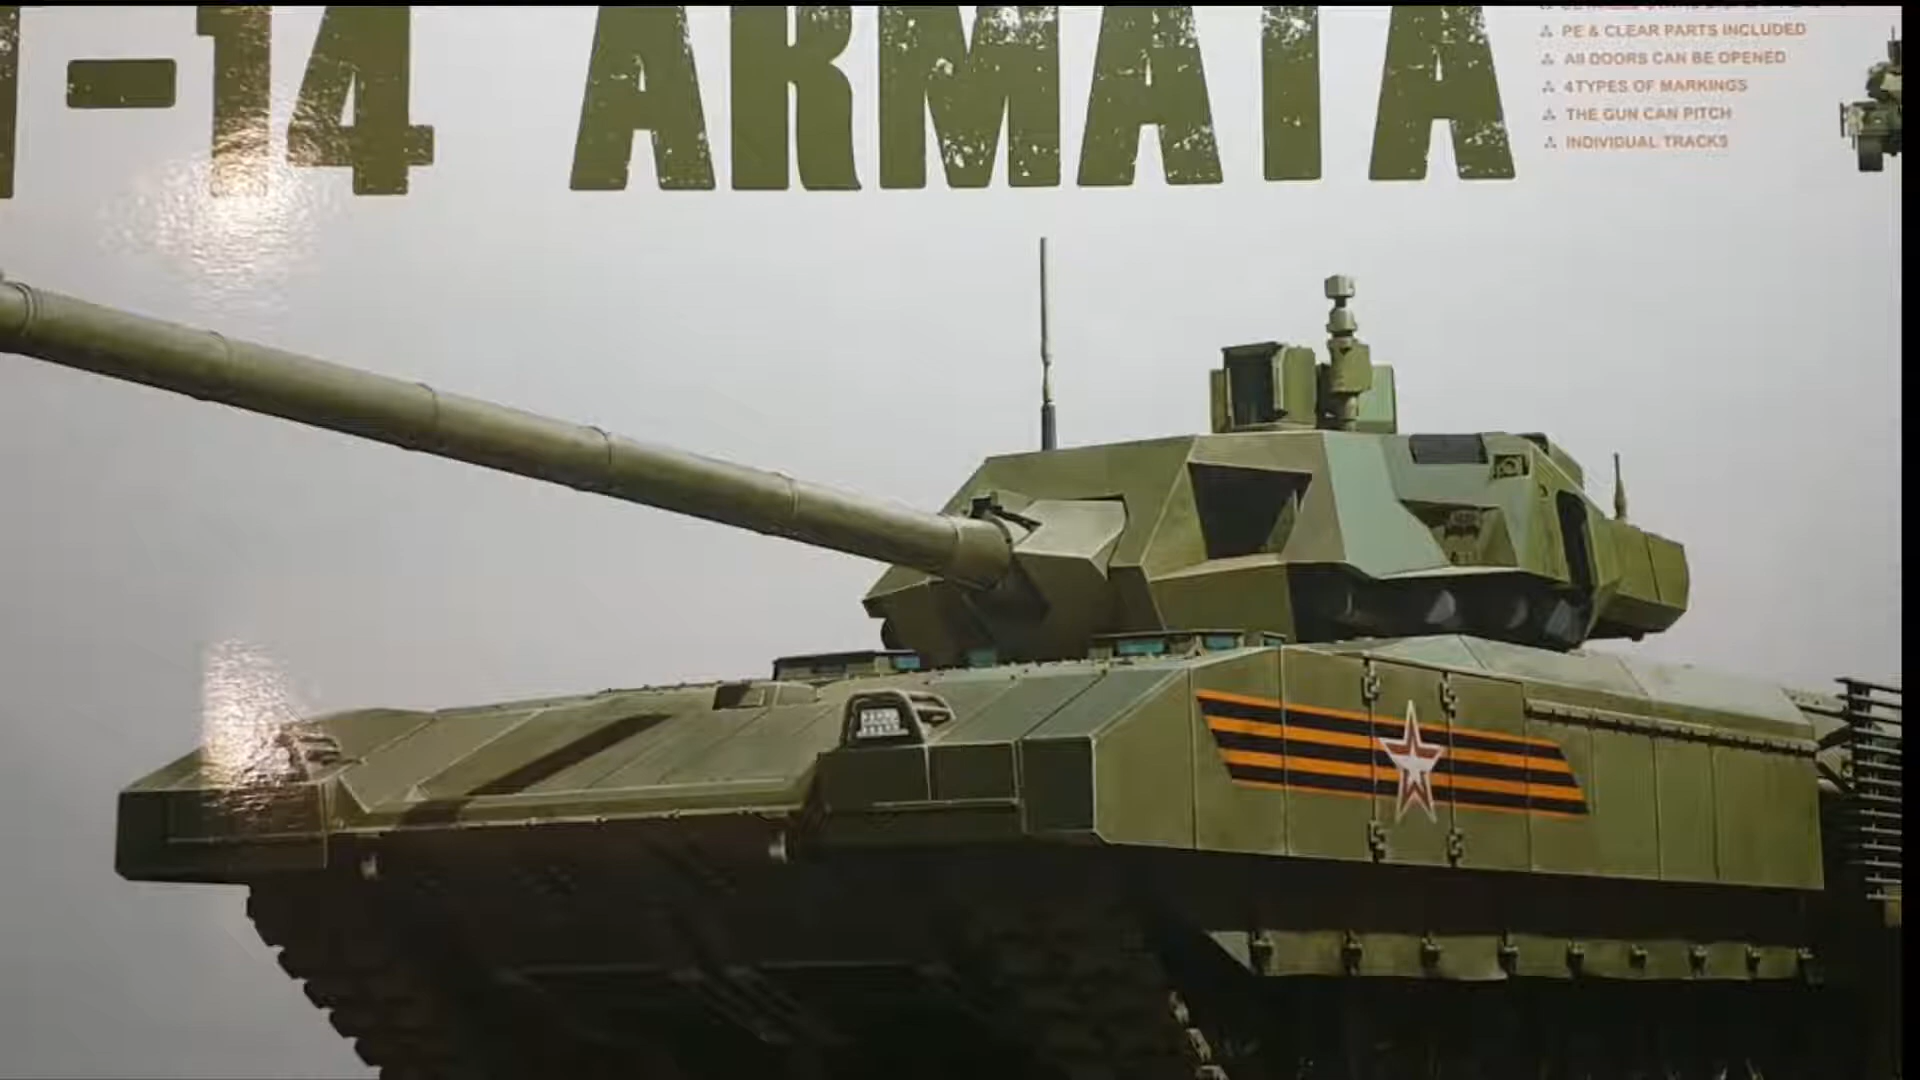 -14 ARMATA
PE & CLEAR PARTS INCLUDED
All DOORS CAN BE OPENED
4TYPES OF MARKINGS
THE GUN CAN PITCH
INDIVIDUAL TRACKS